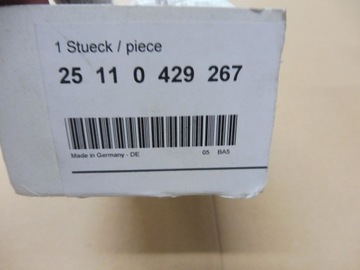 1 Stueck / piece
25 11 0 429 267
Made in Germany - DE 05 BA5